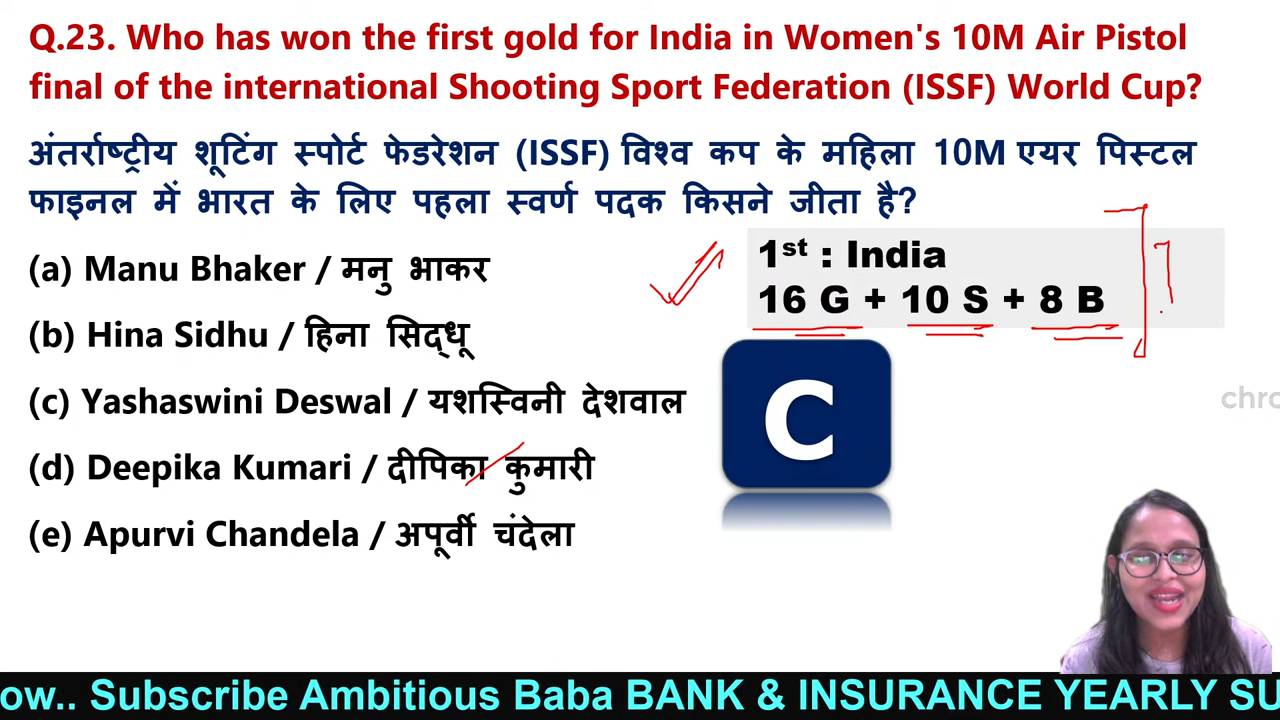 Q.23. Who has won the first gold for India in Women's 10M Air Pistol
final of the international Shooting Sport Federation (ISSF) World Cup?
अंतर्राष्ट्रीय शूटिंग स्पोर्ट फेडरेशन (ISSF) विश्व कप के महिला 10M एयर पिस्टल
फाइनल में भारत के लिए पहला स्वर्ण पदक किसने जीता है?
(a) Manu Bhaker / मनु भाकर
(b) Hina Sidhu / हिना सिद्धू
(c) Yashaswini Deswal / यशस्विनी देशवाल
(d) Deepika Kumari / दीपिका कुमारी
(e) Apurvi Chandela / अपूर्वी चंदेला
1st : India
16 G + 10 S + 8 B
C
chro
ow.. Subscribe Ambitious Baba BANK & INSURANCE YEARLY SU